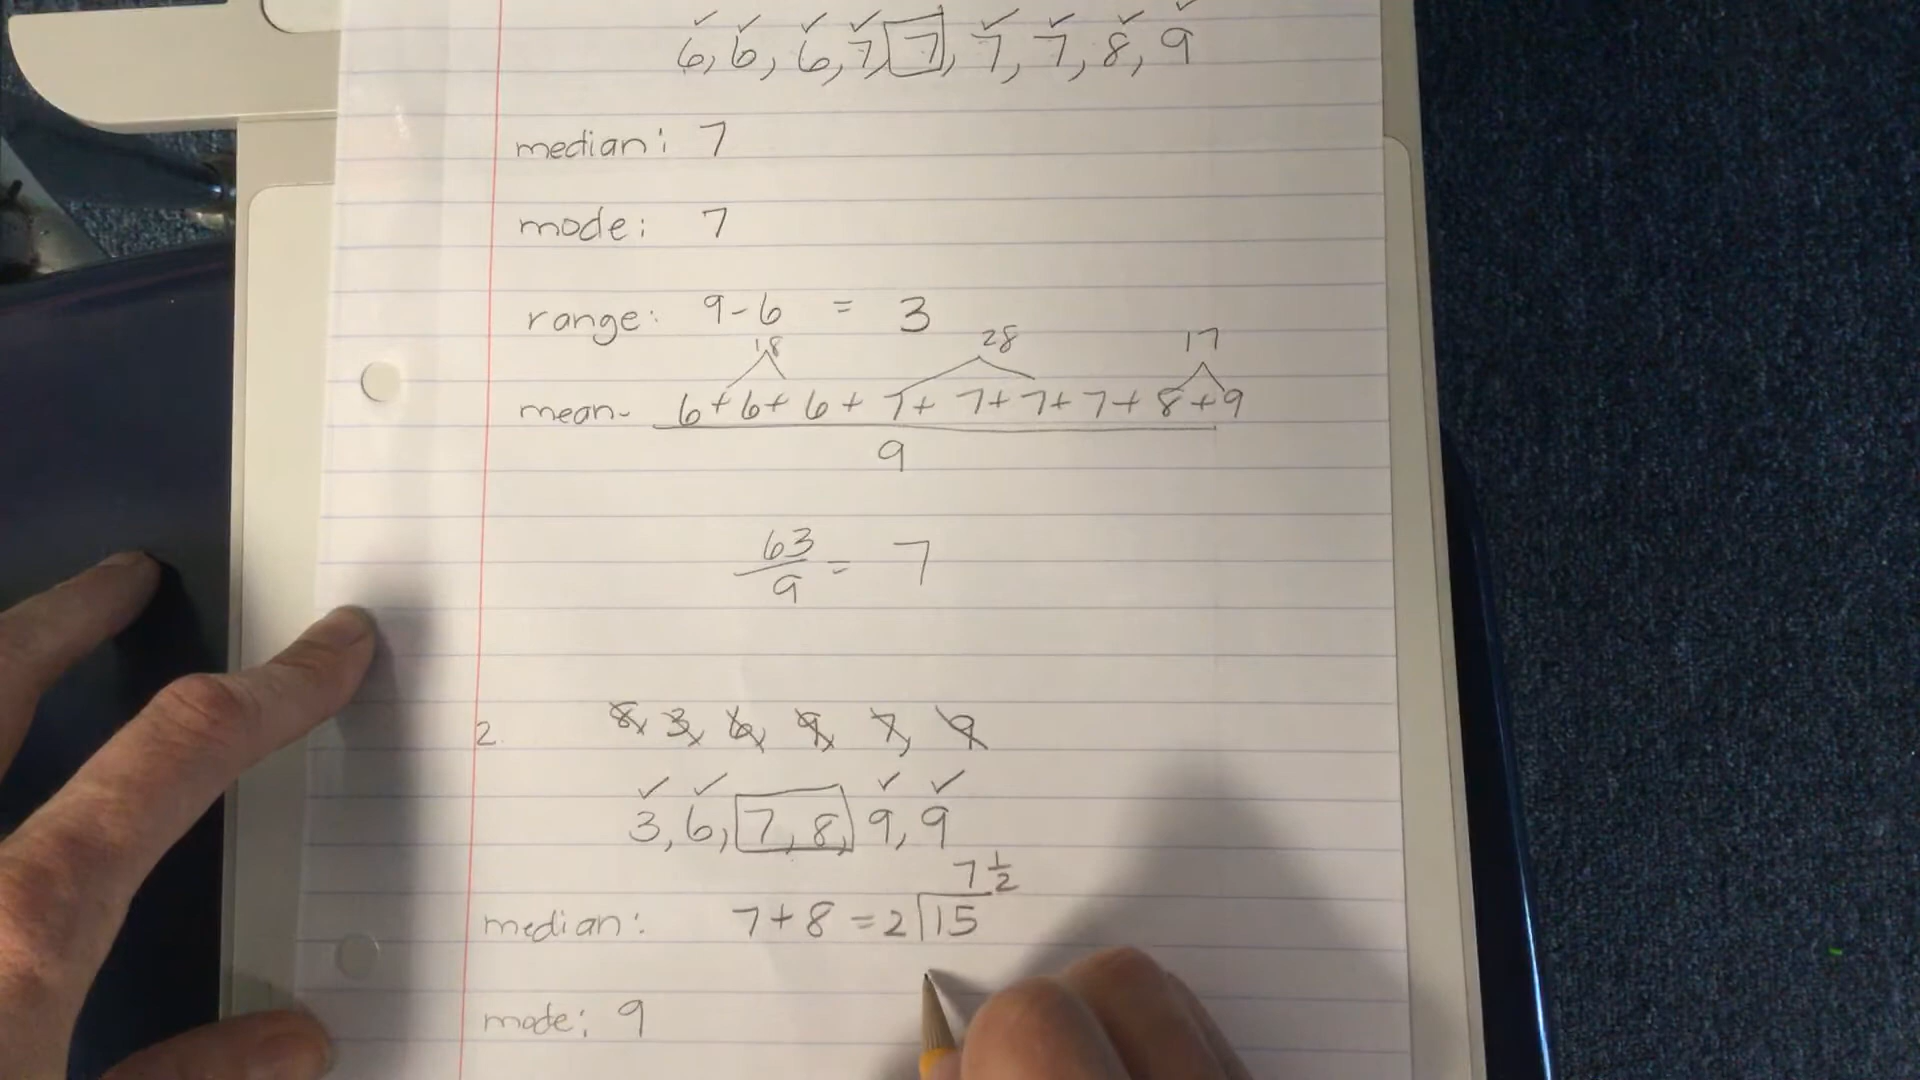 6, 6, 6, 7, 7, 7, 7, 8, 9
median: 7
mode: 7
range: 9-6 = 3
18 28 17
mean- 6+6+6+7+7+7+7+8+9
9
63
9 = 7
2. 8, 3, 6, 9, 7, 9
3, 6, 7, 8, 9, 9
7 1/2
median: 7+8 = 2 15
mode: 9